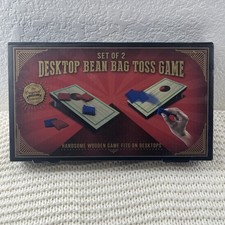 SET OF 2
DESKTOP BEAN BAG TOSS GAME
HANDSOME WOODEN GAME FITS ON DESKTOPS